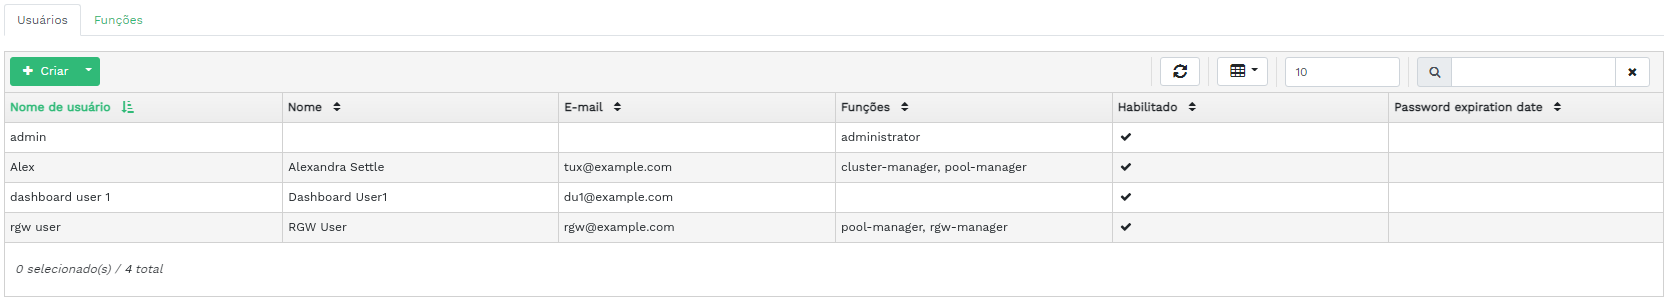 Usuários Funções
Criar 10
Nome de usuário Nome E-mail Funções Habilitado Password expiration date
admin administrator
Alex Alexandra Settle tux@example.com cluster-manager, pool-manager
dashboard user 1 Dashboard User1 du1@example.com
rgw user RGW User rgw@example.com pool-manager, rgw-manager
0 selecionado(s) / 4 total